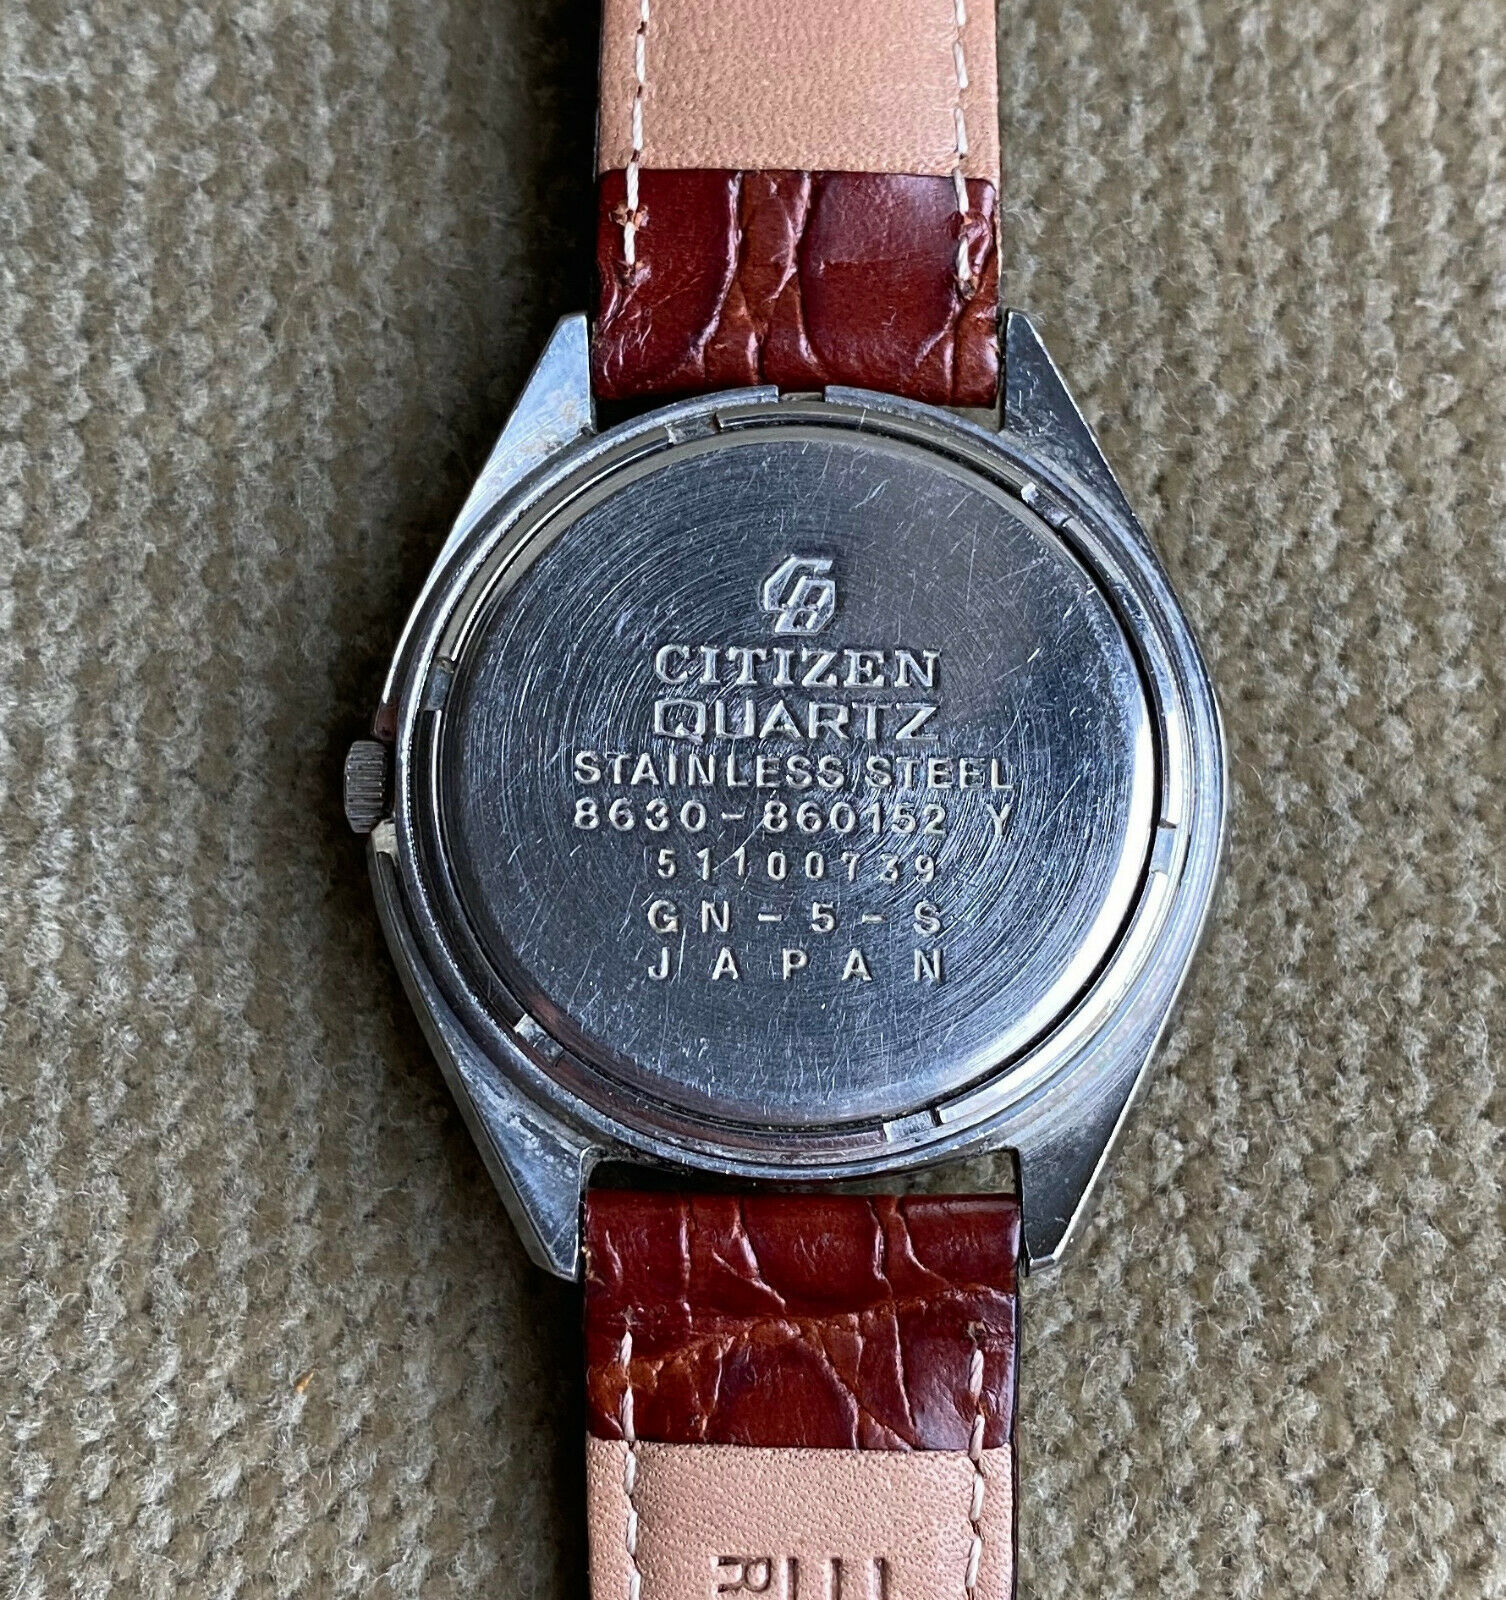 CITIZEN
QUARTZ
STAINLESS STEEL
8630-860152 Y
51100739
GN-5-S
JAPAN